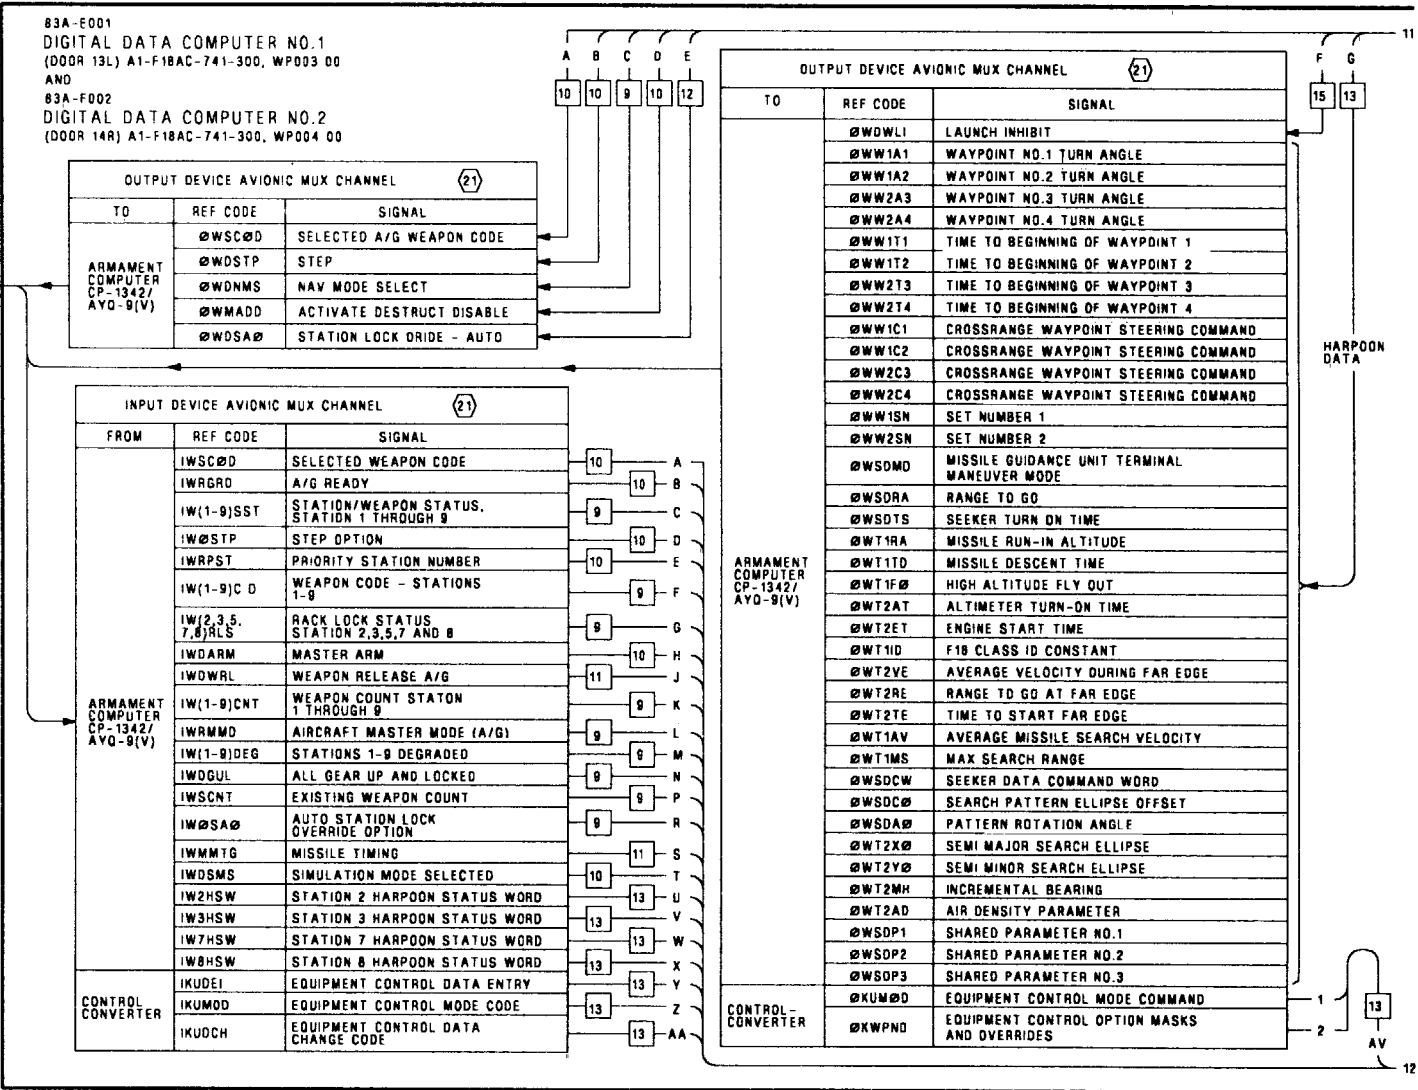 83A-E001
DIGITAL DATA COMPUTER NO.1
(DOOR 13L) A1-F18AC-741-300, WP003 00
AND
83A-F002
DIGITAL DATA COMPUTER NO.2
(DOOR 14R) A1-F18AC-741-300, WP004 00
A B C D E
10 10 9 10 12
F G
15 13
11
OUTPUT DEVICE AVIONIC MUX CHANNEL 21
TO REF CODE SIGNAL
ARMAMENT
COMPUTER
CP-1342/
AYQ-9(V)
ØWSCØD SELECTED A/G WEAPON CODE
ØWDSTP STEP
ØWDNMS NAV MODE SELECT
ØWMADD ACTIVATE DESTRUCT DISABLE
ØWDSAØ STATION LOCK ORIDE - AUTO
INPUT DEVICE AVIONIC MUX CHANNEL 21
FROM REF CODE SIGNAL
IWSCØD SELECTED WEAPON CODE 10 A
IWRGRD A/G READY 10 B
IW(1-9)SST STATION/WEAPON STATUS,
STATION 1 THROUGH 9 9 C
IWØSTP STEP OPTION 10 D
IWRPST PRIORITY STATION NUMBER 10 E
IW(1-9)C D WEAPON CODE - STATIONS
1-9 9 F
IW(2,3,5,
7,8)RLS RACK LOCK STATUS
STATION 2,3,5,7 AND 8 9 G
IWDARM MASTER ARM 10 H
IWDWRL WEAPON RELEASE A/G 11 J
ARMAMENT
COMPUTER
CP-1342/
AYQ-9(V)
IW(1-9)CNT WEAPON COUNT STATON
1 THROUGH 9 9 K
IWRMMD AIRCRAFT MASTER MODE (A/G) 9 L
IW(1-9)DEG STATIONS 1-9 DEGRADED 9 M
IWDGUL ALL GEAR UP AND LOCKED 9 N
IWSCNT EXISTING WEAPON COUNT 9 P
IWØSAØ AUTO STATION LOCK
OVERRIDE OPTION 9 R
IWMMTG MISSILE TIMING 11 S
IWDSMS SIMULATION MODE SELECTED 10 T
IW2HSW STATION 2 HARPOON STATUS WORD 13 U
IW3HSW STATION 3 HARPOON STATUS WORD 13 V
IW7HSW STATION 7 HARPOON STATUS WORD 13 W
IW8HSW STATION 8 HARPOON STATUS WORD 13 X
CONTROL
CONVERTER
IKUDEI EQUIPMENT CONTROL DATA ENTRY 13 Y
IKUMOD EQUIPMENT CONTROL MODE CODE 13 Z
IKUDCH EQUIPMENT CONTROL DATA
CHANGE CODE 13 AA
OUTPUT DEVICE AVIONIC MUX CHANNEL 21
TO REF CODE SIGNAL
ØWDWLI LAUNCH INHIBIT
ØWW1A1 WAYPOINT NO.1 TURN ANGLE
ØWW1A2 WAYPOINT NO.2 TURN ANGLE
ØWW2A3 WAYPOINT NO.3 TURN ANGLE
ØWW2A4 WAYPOINT NO.4 TURN ANGLE
ØWW1T1 TIME TO BEGINNING OF WAYPOINT 1
ØWW1T2 TIME TO BEGINNING OF WAYPOINT 2
ØWW2T3 TIME TO BEGINNING OF WAYPOINT 3
ØWW2T4 TIME TO BEGINNING OF WAYPOINT 4
ØWW1C1 CROSSRANGE WAYPOINT STEERING COMMAND
ØWW1C2 CROSSRANGE WAYPOINT STEERING COMMAND
ØWW2C3 CROSSRANGE WAYPOINT STEERING COMMAND
ØWW2C4 CROSSRANGE WAYPOINT STEERING COMMAND
ØWW1SN SET NUMBER 1
ØWW2SN SET NUMBER 2
ØWSDMD MISSILE GUIDANCE UNIT TERMINAL
MANEUVER MODE
ØWSDRA RANGE TO GO
ØWSDTS SEEKER TURN ON TIME
ØWT1RA MISSILE RUN-IN ALTITUDE
ARMAMENT
COMPUTER
CP-1342/
AYQ-9(V)
ØWT1TD MISSILE DESCENT TIME
ØWT1FØ HIGH ALTITUDE FLY OUT
ØWT2AT ALTIMETER TURN-ON TIME
ØWT2ET ENGINE START TIME
ØWT1ID F18 CLASS ID CONSTANT
ØWT2VE AVERAGE VELOCITY DURING FAR EDGE
ØWT2RE RANGE TO GO AT FAR EDGE
ØWT2TE TIME TO START FAR EDGE
ØWT1AV AVERAGE MISSILE SEARCH VELOCITY
ØWT1MS MAX SEARCH RANGE
ØWSDCW SEEKER DATA COMMAND WORD
ØWSDCØ SEARCH PATTERN ELLIPSE OFFSET
ØWSDAØ PATTERN ROTATION ANGLE
ØWT2XØ SEMI MAJOR SEARCH ELLIPSE
ØWT2YØ SEMI MINOR SEARCH ELLIPSE
ØWT2MH INCREMENTAL BEARING
ØWT2AD AIR DENSITY PARAMETER
ØWSDP1 SHARED PARAMETER NO.1
ØWSDP2 SHARED PARAMETER NO.2
ØWSDP3 SHARED PARAMETER NO.3
CONTROL-
CONVERTER
ØKUMØD EQUIPMENT CONTROL MODE COMMAND 1
ØKWPND EQUIPMENT CONTROL OPTION MASKS
AND OVERRIDES 2
HARPOON
DATA
13
AV
12